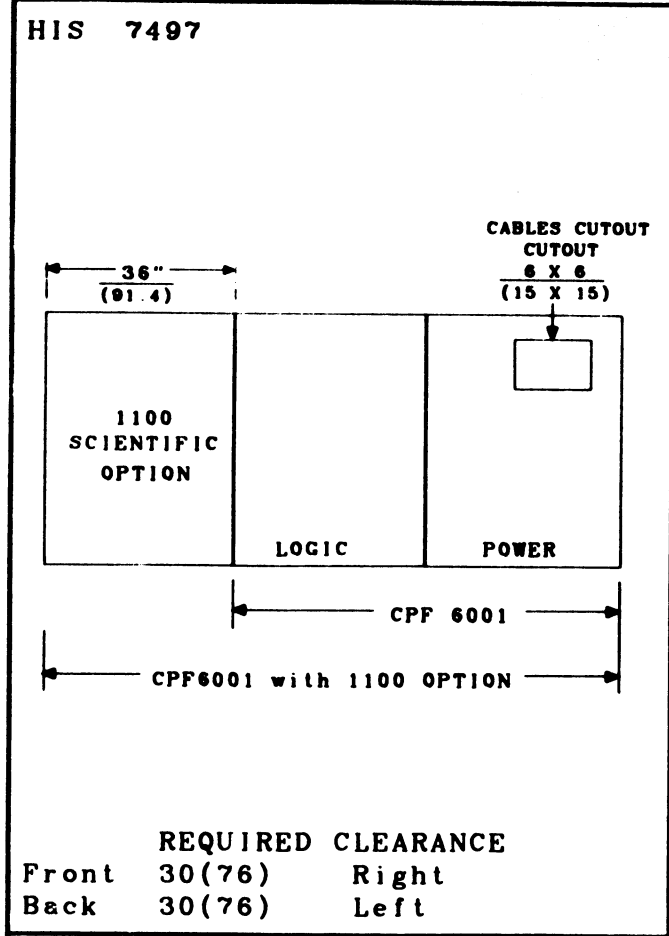 HIS 7497
CABLES CUTOUT
CUTOUT
6 X 6
(15 X 15)
36"
(91.4)
1100
SCIENTIFIC
OPTION
LOGIC
POWER
CPF 6001
CPF6001 with 1100 OPTION
REQUIRED CLEARANCE
Front 30(76) Right
Back 30(76) Left